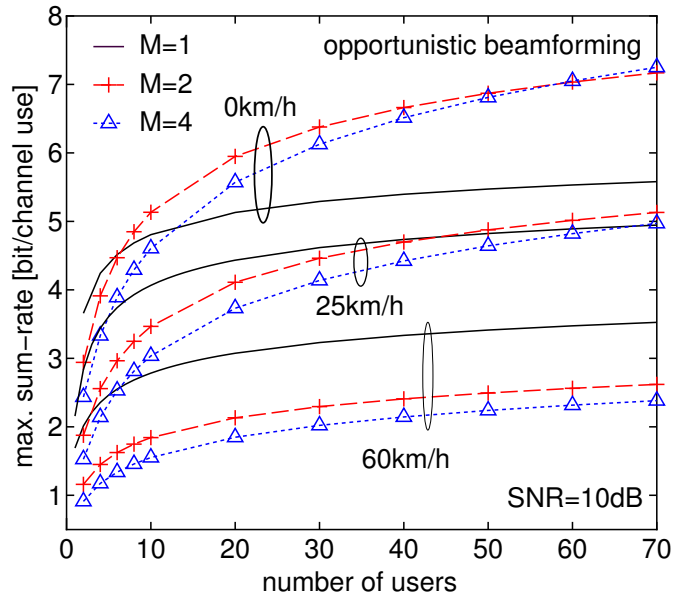 opportunistic beamforming
M=1
M=2
M=4
0km/h
25km/h
60km/h
SNR=10dB
max. sum−rate [bit/channel use]
8
7
6
5
4
3
2
1
0 1 10 20 30 40 50 60 70
number of users